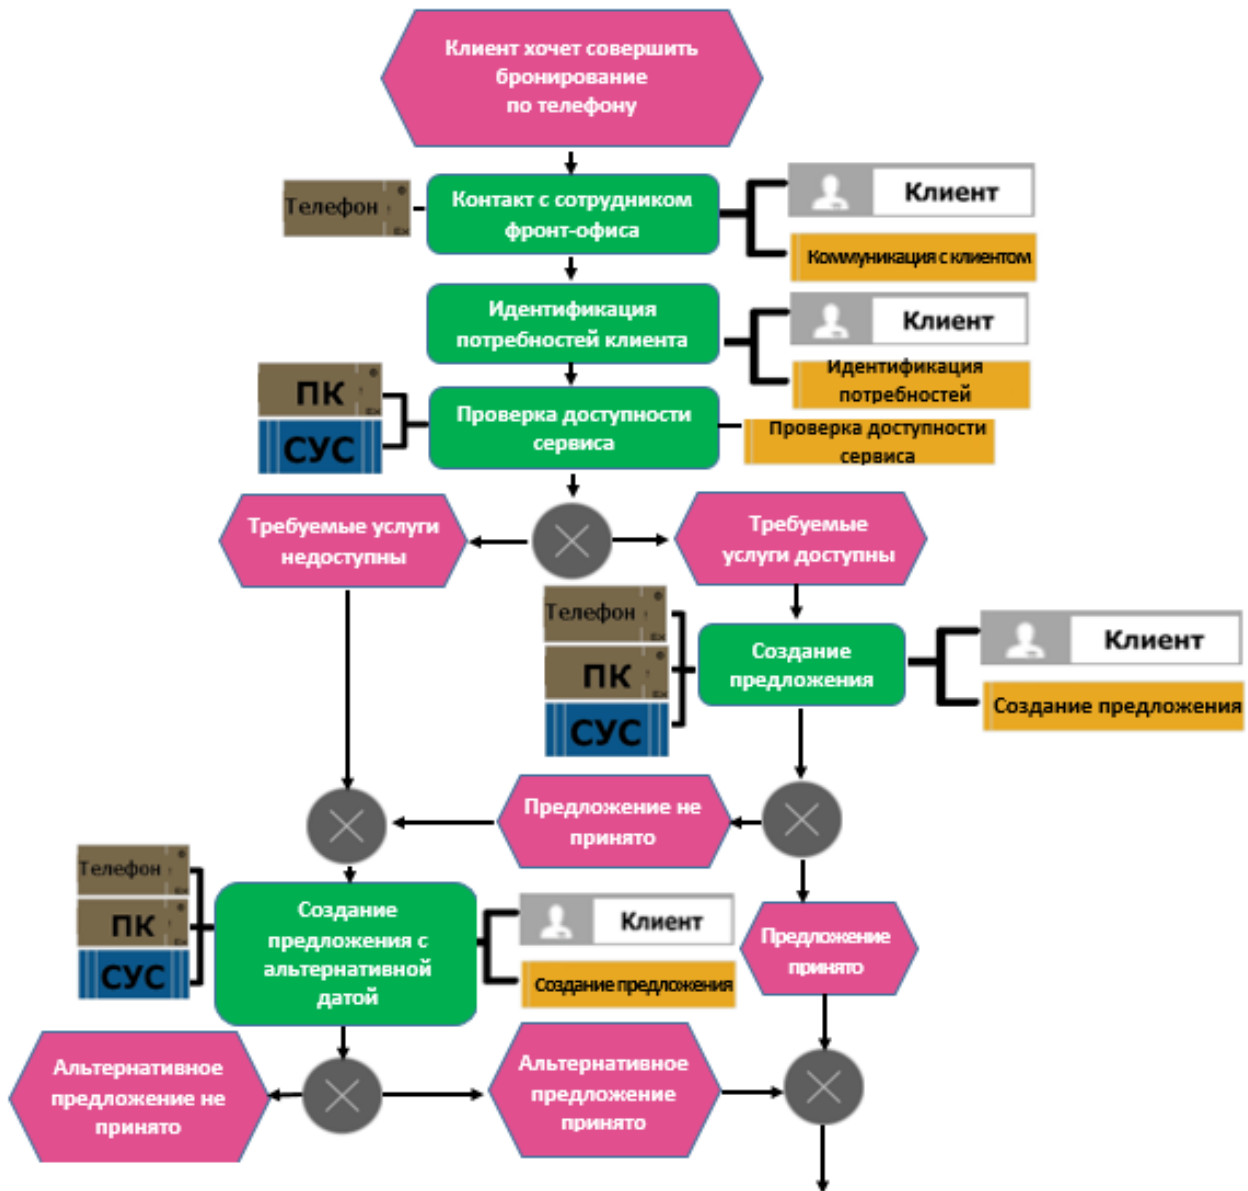 Клиент хочет совершить
бронирование
по телефону
Телефон
Контакт с сотрудником
фронт-офиса
Клиент
Коммуникация с клиентом
Идентификация
потребностей клиента
Клиент
Идентификация
потребностей
ПК
СУС
Проверка доступности
сервиса
Проверка доступности
сервиса
Требуемые услуги
недоступны
Требуемые
услуги доступны
Телефон
ПК
СУС
Создание
предложения
Клиент
Создание предложения
Предложение не
принято
Телефон
ПК
СУС
Создание
предложения с
альтернативной
датой
Клиент
Создание предложения
Предложение
принято
Альтернативное
предложение не
принято
Альтернативное
предложение
принято